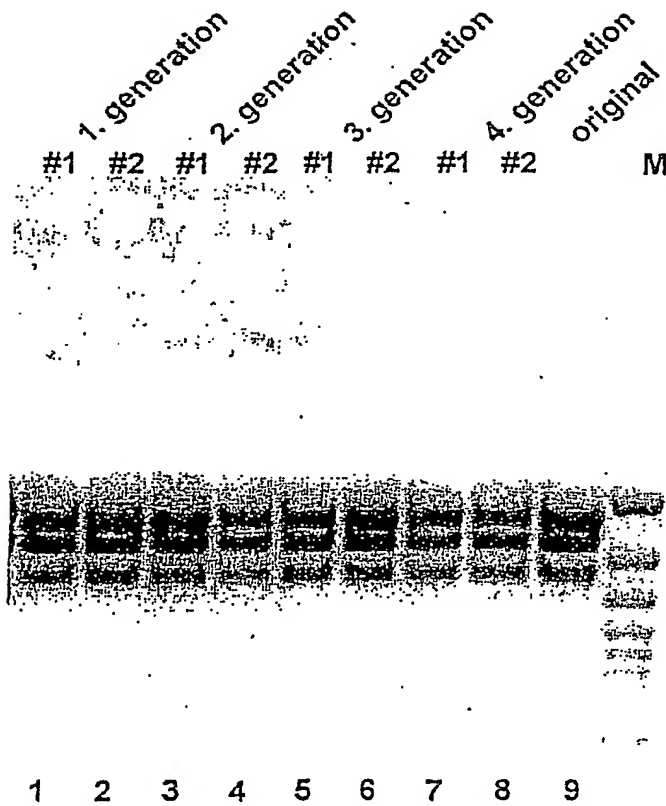 1. generation 2. generation 3. generation 4. generation original
#1 #2 #1 #2 #1 #2 #1 #2 M
1 2 3 4 5 6 7 8 9